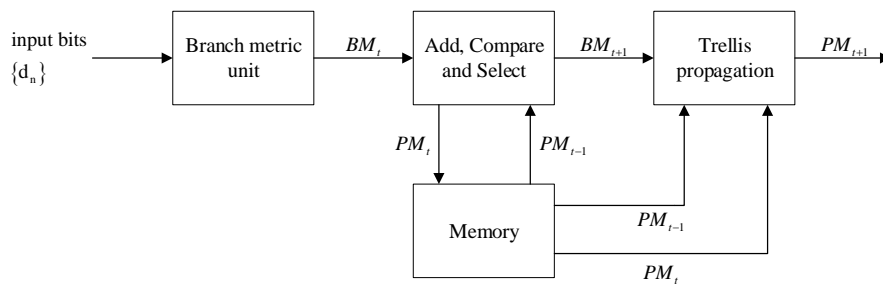 input bits
{dₙ}
Branch metric
unit
BMₜ
Add, Compare
and Select
BMₜ₊₁
Trellis
propagation
PMₜ₊₁
PMₜ
PMₜ₋₁
Memory
PMₜ₋₁
PMₜ